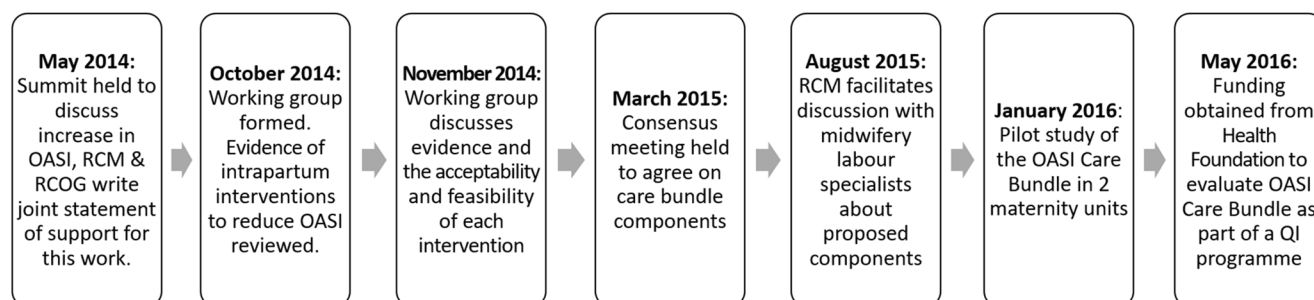 May 2014:
Summit held to
discuss
increase in
OASI, RCM &
RCOG write
joint statement
of support for
this work.
October 2014:
Working group
formed.
Evidence of
intrapartum
interventions
to reduce OASI
reviewed.
November 2014:
Working group
discusses
evidence and
the acceptability
and feasibility
of each
intervention
March 2015:
Consensus
meeting held
to agree on
care bundle
components
August 2015:
RCM facilitates
discussion with
midwifery
labour
specialists
about
proposed
components
January 2016:
Pilot study of
the OASI Care
Bundle in 2
maternity units
May 2016:
Funding
obtained from
Health
Foundation to
evaluate OASI
Care Bundle as
part of a QI
programme